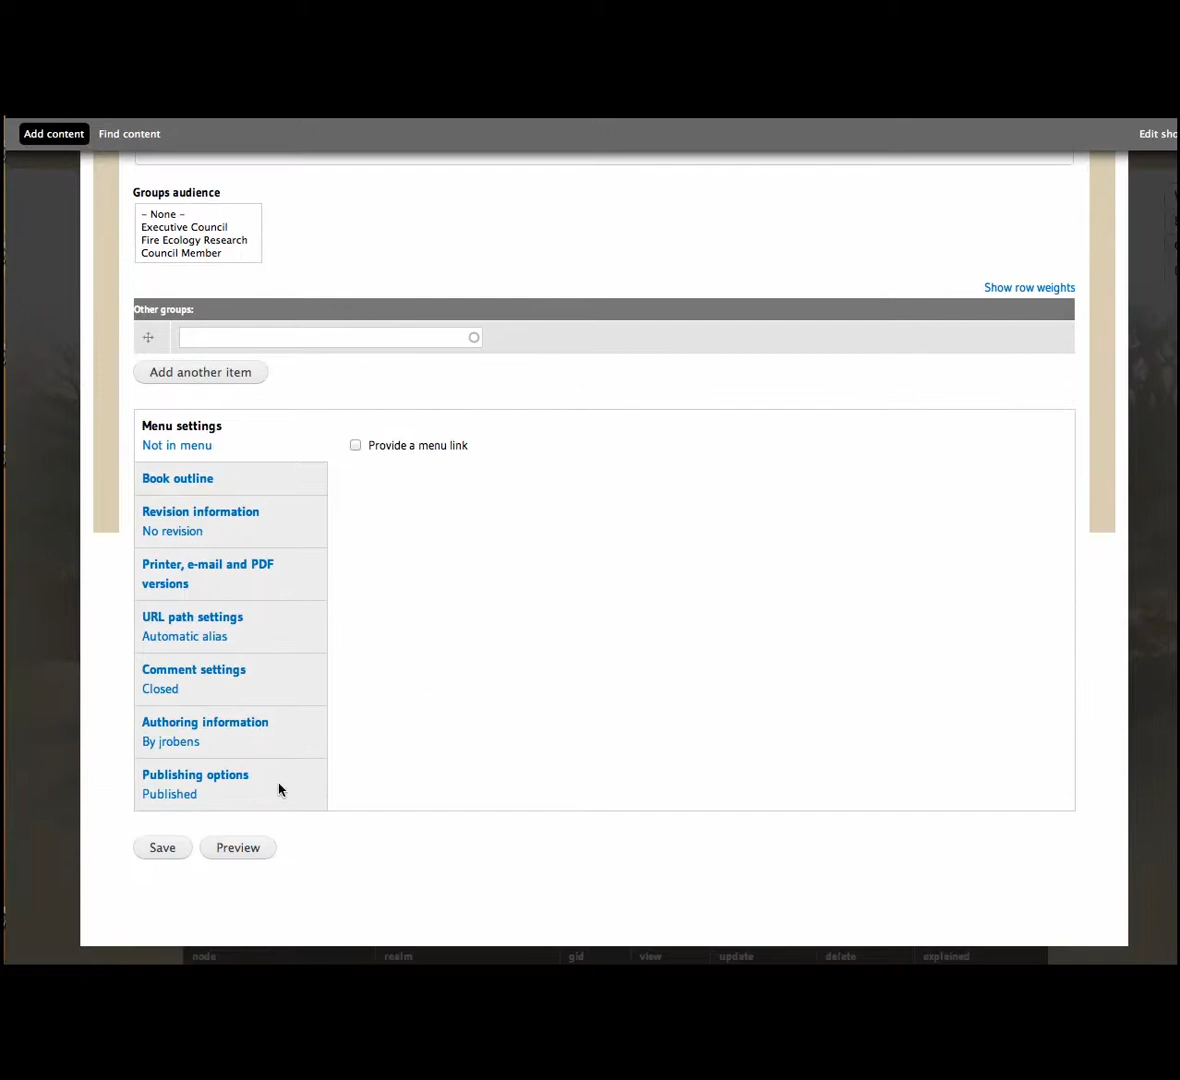 Add content
Find content
Edit sho
Groups audience
- None -
Executive Council
Fire Ecology Research
Council Member
Show row weights
Other groups:
Add another item
Menu settings
Not in menu
Provide a menu link
Book outline
Revision information
No revision
Printer, e-mail and PDF
versions
URL path settings
Automatic alias
Comment settings
Closed
Authoring information
By jrobens
Publishing options
Published
Save
Preview
node realm gid view update delete explained